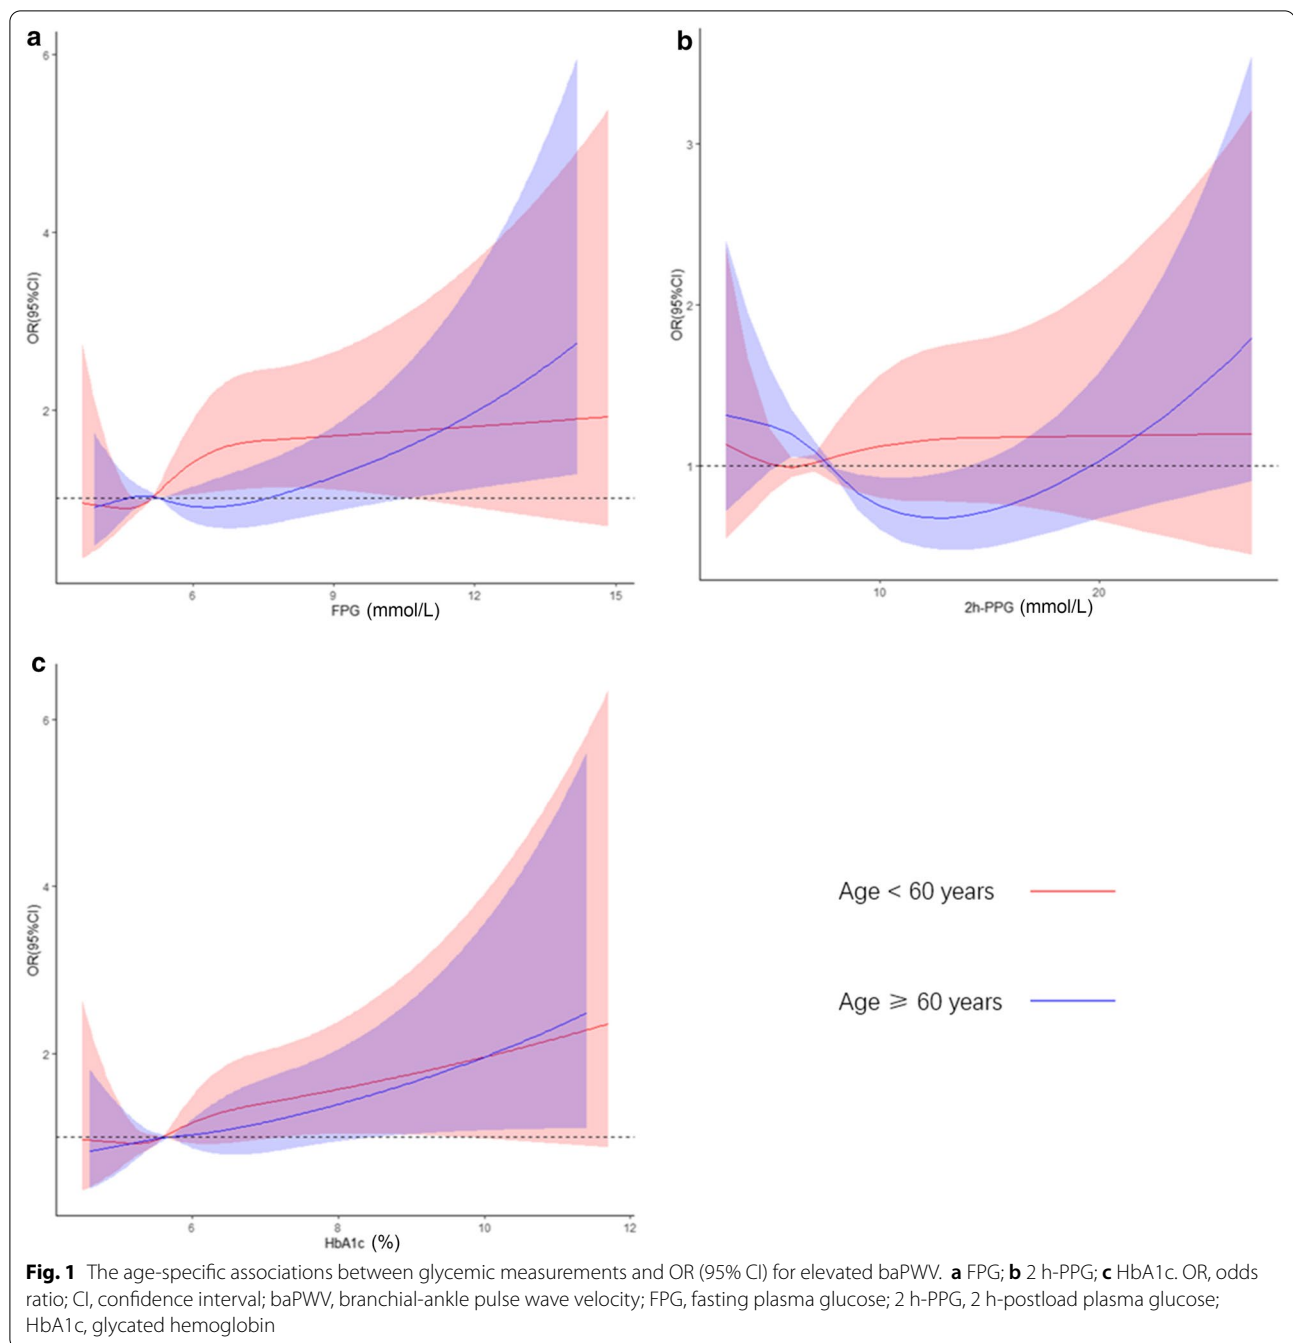 a
6
4
2
OR(95%CI)
6
9
12
15
FPG (mmol/L)
b
3
2
1
OR(95%CI)
10
20
2h-PPG (mmol/L)
c
6
4
2
OR(95%CI)
6
8
10
12
HbA1c (%)
Age < 60 years
Age ⩾ 60 years
Fig. 1 The age-specific associations between glycemic measurements and OR (95% CI) for elevated baPWV. a FPG; b 2 h-PPG; c HbA1c. OR, odds
ratio; CI, confidence interval; baPWV, branchial-ankle pulse wave velocity; FPG, fasting plasma glucose; 2 h-PPG, 2 h-postload plasma glucose;
HbA1c, glycated hemoglobin